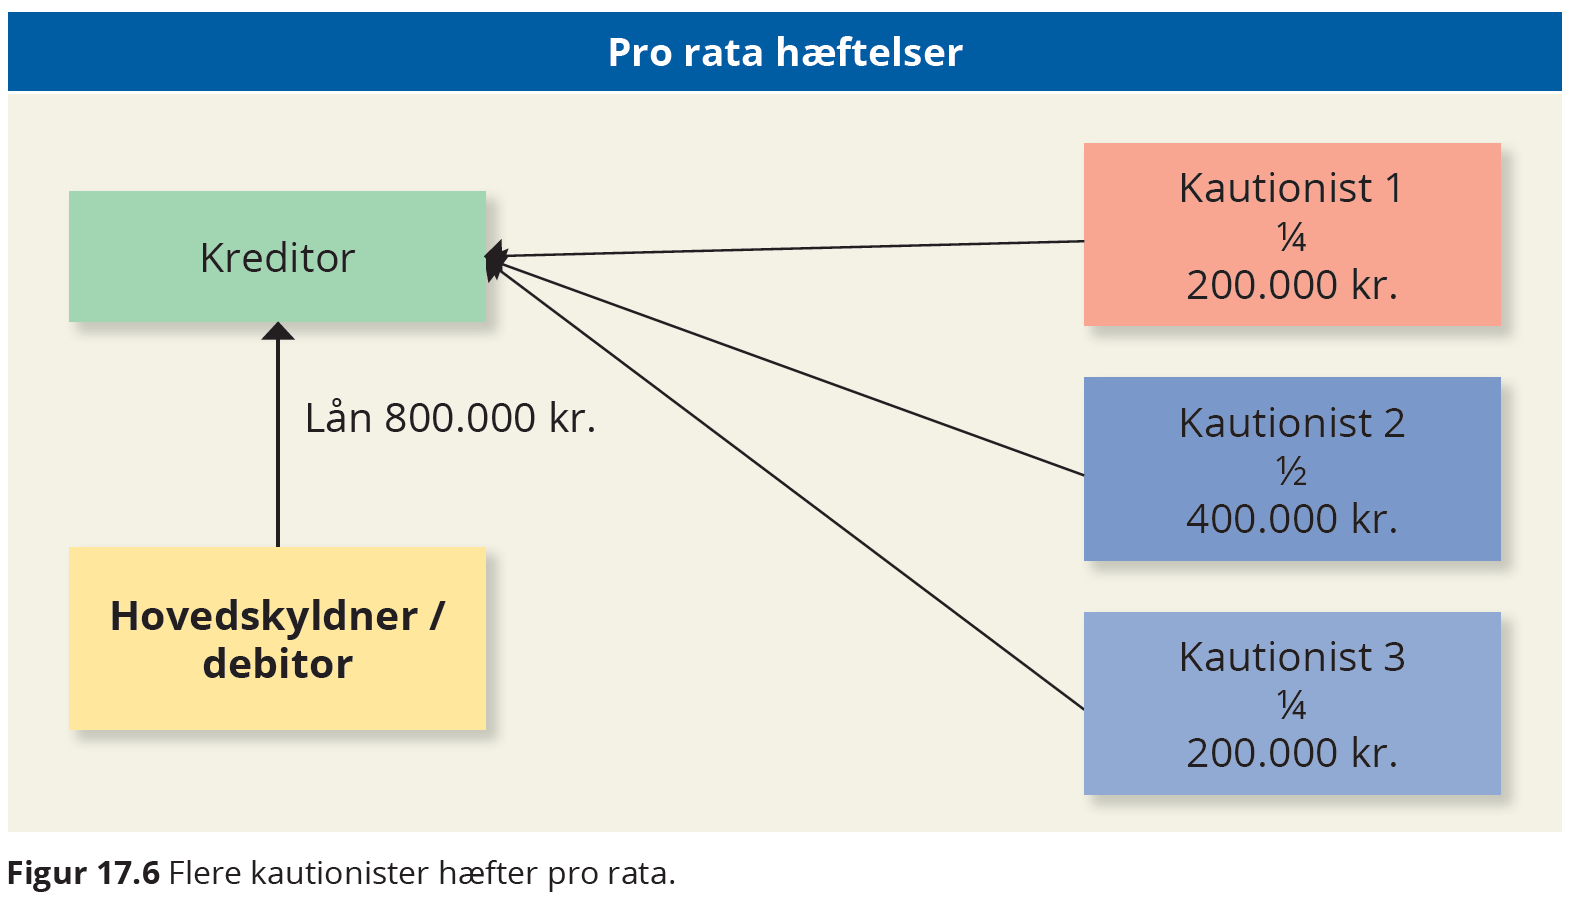 Pro rata hæftelser
Kreditor
Lån 800.000 kr.
Hovedskyldner /
debitor
Kautionist 1
¼
200.000 kr.
Kautionist 2
½
400.000 kr.
Kautionist 3
¼
200.000 kr.
Figur 17.6 Flere kautionister hæfter pro rata.